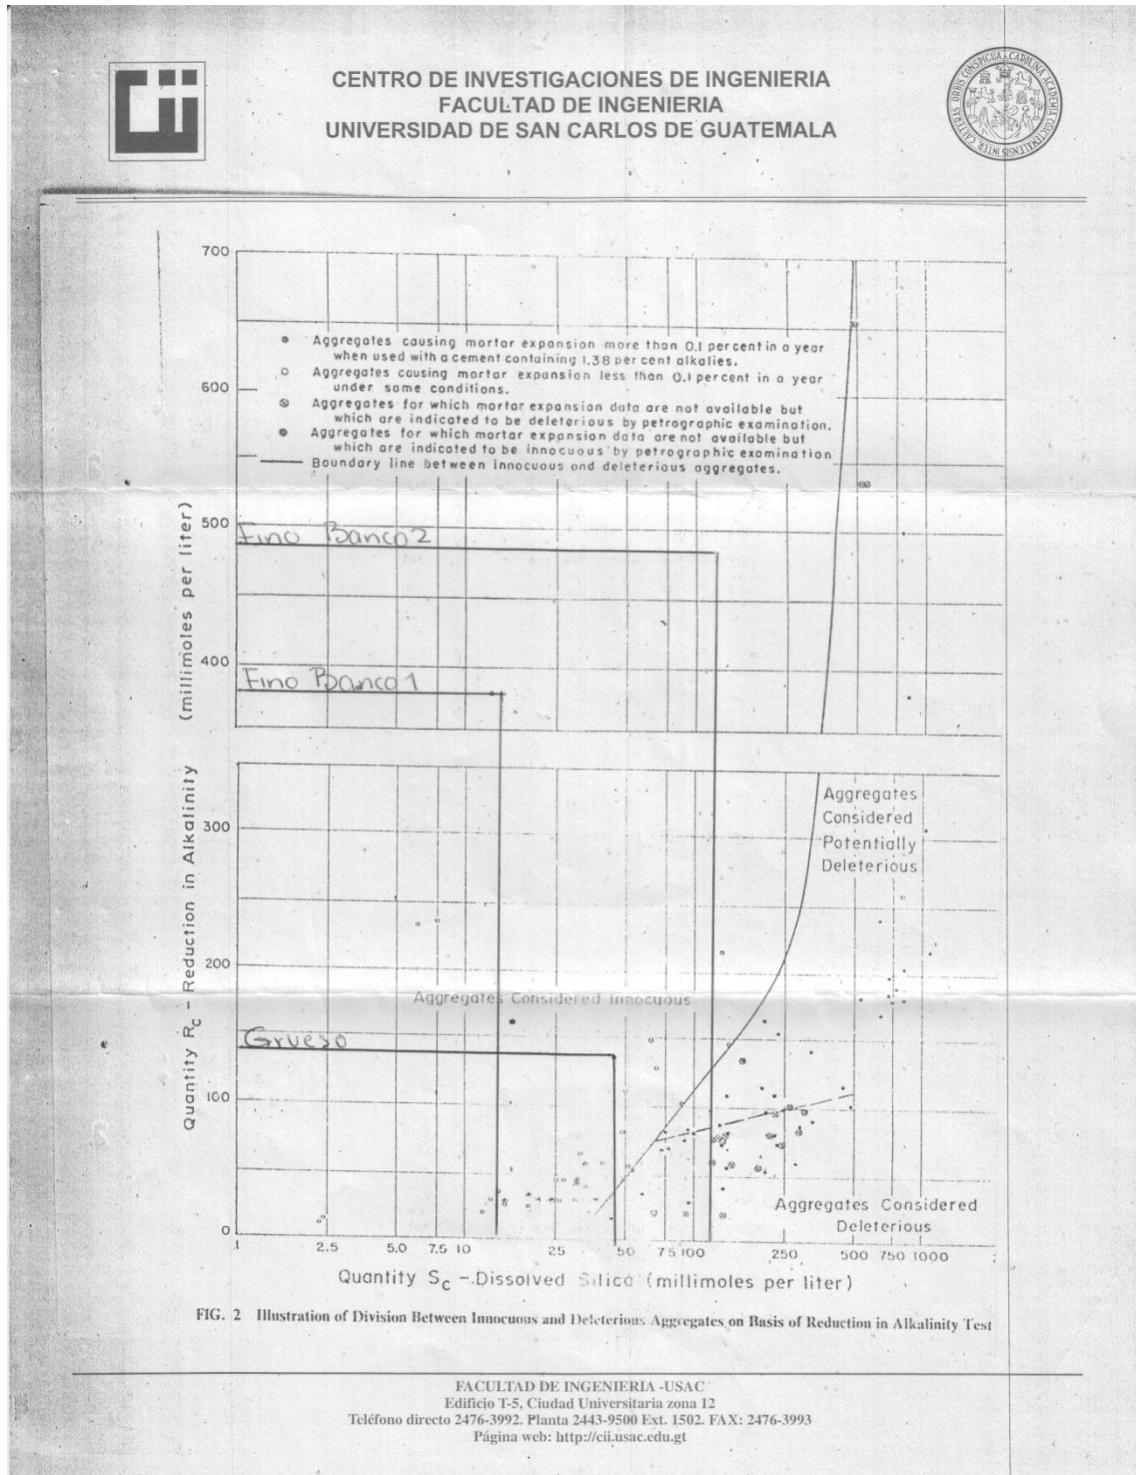 CENTRO DE INVESTIGACIONES DE INGENIERIA
FACULTAD DE INGENIERIA
UNIVERSIDAD DE SAN CARLOS DE GUATEMALA
Cii
700
Aggregates causing mortar expansion more than 0.1 percent in a year
when used with a cement containing 1.38 per cent alkalies.
Aggregates causing mortar expansion less than 0.1 percent in a year
under same conditions.
600
Aggregates for which mortar expansion data are not available but
which are indicated to be deleterious by petrographic examination.
Aggregates for which mortar expansion data are not available but
which are indicated to be innocuous by petrographic examination
Boundary line between innocuous and deleterious aggregates.
500
Fino Banco 2
400
Fino Banco 1
Quantity Rc - Reduction in Alkalinity (millimoles per liter)
300
Aggregates
Considered
Potentially
Deleterious
200
Aggregates Considered Innocuous
Grueso
100
Aggregates Considered
Deleterious
0
1 2.5 5.0 7.5 10 25 50 75 100 250 500 750 1000
Quantity Sc - Dissolved Silica (millimoles per liter)
FIG. 2 Illustration of Division Between Innocuous and Deleterious Aggregates on Basis of Reduction in Alkalinity Test
FACULTAD DE INGENIERIA -USAC
Edificio T-5, Ciudad Universitaria zona 12
Teléfono directo 2476-3992. Planta 2443-9500 Ext. 1502. FAX: 2476-3993
Página web: http://cii.usac.edu.gt